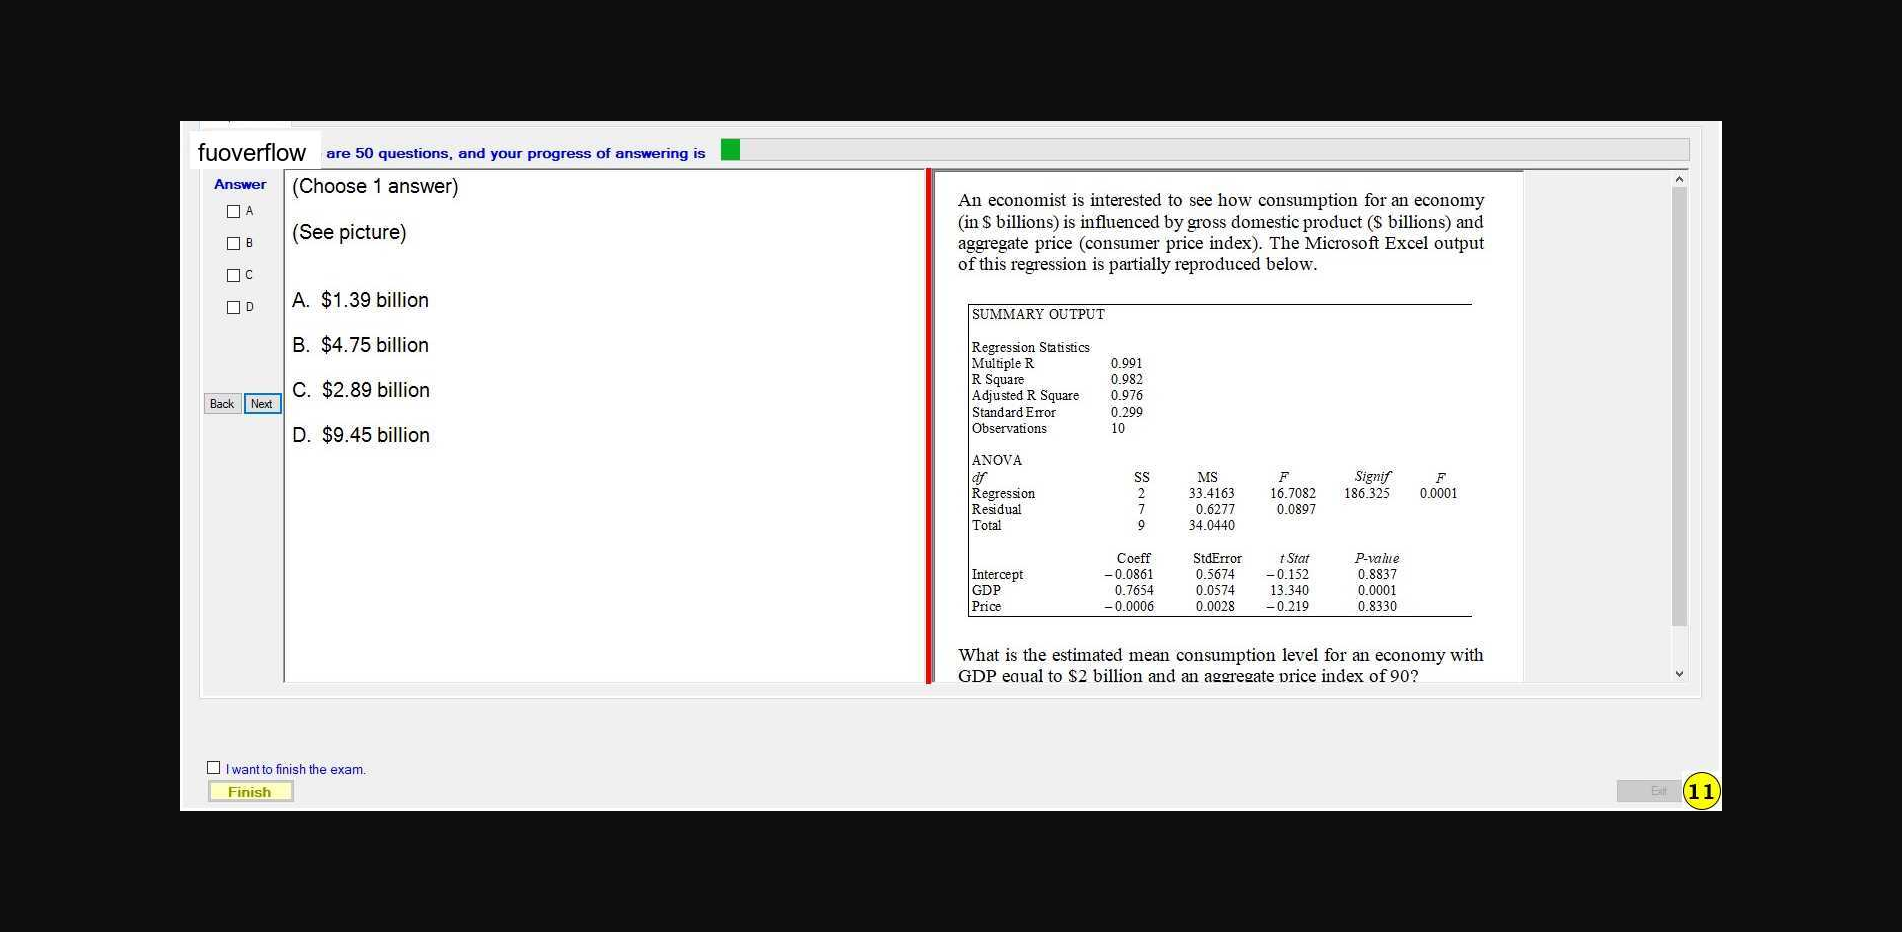 fuoverflow are 50 questions, and your progress of answering is
Answer
A
B
C
D
Back Next
(Choose 1 answer)
(See picture)
A. $1.39 billion
B. $4.75 billion
C. $2.89 billion
D. $9.45 billion
An economist is interested to see how consumption for an economy
(in $ billions) is influenced by gross domestic product ($ billions) and
aggregate price (consumer price index). The Microsoft Excel output
of this regression is partially reproduced below.
SUMMARY OUTPUT
Regression Statistics
Multiple R 0.991
R Square 0.982
Adjusted R Square 0.976
Standard Error 0.299
Observations 10
ANOVA
df SS MS F Signif F
Regression 2 33.4163 16.7082 186.325 0.0001
Residual 7 0.6277 0.0897
Total 9 34.0440
Coeff StdError t Stat P-value
Intercept –0.0861 0.5674 –0.152 0.8837
GDP 0.7654 0.0574 13.340 0.0001
Price –0.0006 0.0028 –0.219 0.8330
What is the estimated mean consumption level for an economy with
GDP equal to $2 billion and an aggregate price index of 90?
I want to finish the exam.
Finish
Exit
11